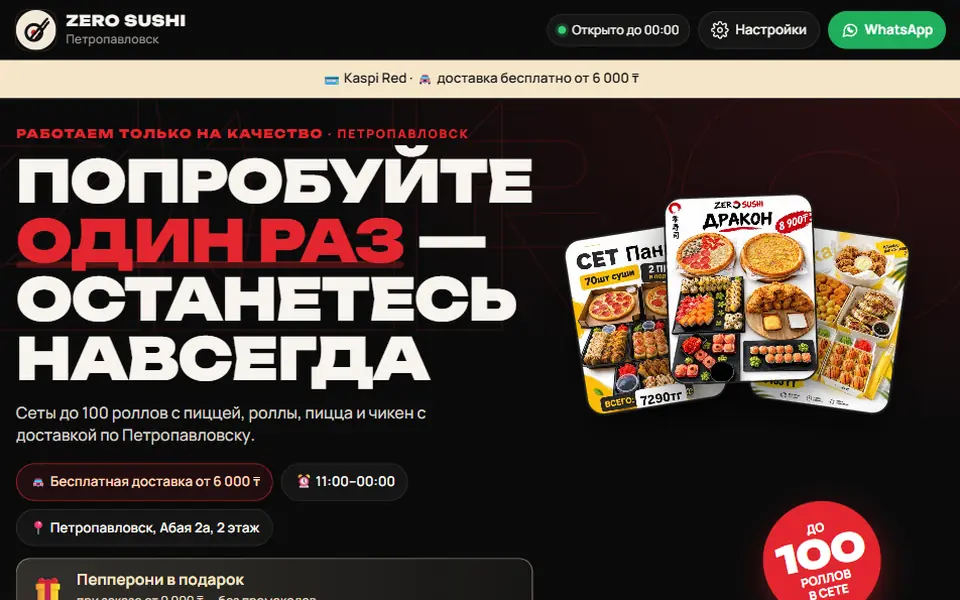 ZERO SUSHI
Петропавловск
Открыто до 00:00
Настройки
WhatsApp
Kaspi Red · доставка бесплатно от 6 000 ₸
РАБОТАЕМ ТОЛЬКО НА КАЧЕСТВО · ПЕТРОПАВЛОВСК
ПОПРОБУЙТЕ
ОДИН РАЗ —
ОСТАНЕТЕСЬ
НАВСЕГДА
Сеты до 100 роллов с пиццей, роллы, пицца и чикен с
доставкой по Петропавловску.
Бесплатная доставка от 6 000 ₸
11:00–00:00
Петропавловск, Абая 2а, 2 этаж
Пепперони в подарок
СЕТ Пан
70шт суши
ВСЕГО: 7290тг
ZERO SUSHI
ДРАКОН
8 900₸
ДО
100
РОЛЛОВ
В СЕТЕ